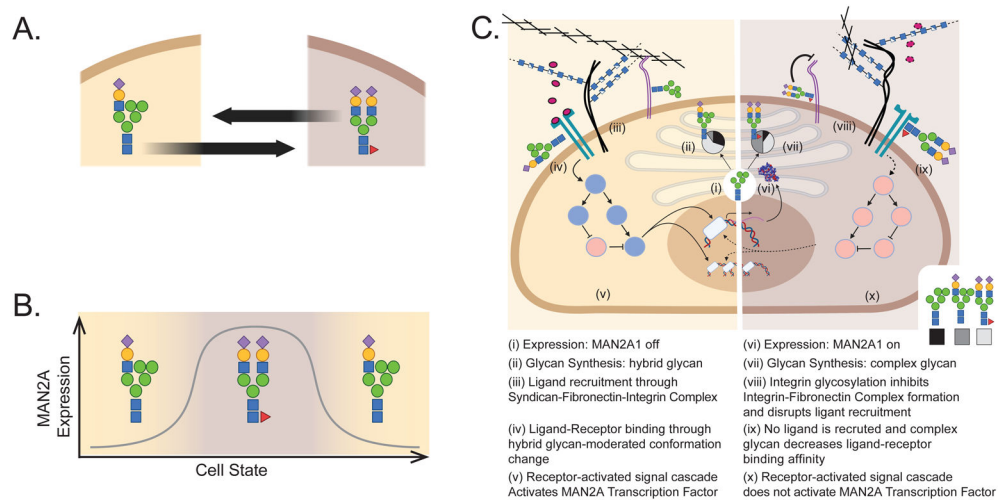 A.
B.
MAN2A
Expression
Cell State
C.
(iii)
(viii)
(ii)
(vii)
(iv)
(ix)
(i)
(vi)
(v)
(x)
(i) Expression: MAN2A1 off
(ii) Glycan Synthesis: hybrid glycan
(iii) Ligand recruitment through
Syndican-Fibronectin-Integrin Complex
(iv) Ligand-Receptor binding through
hybrid glycan-moderated conformation
change
(v) Receptor-activated signal cascade
Activates MAN2A Transcription Factor
(vi) Expression: MAN2A1 on
(vii) Glycan Synthesis: complex glycan
(viii) Integrin glycosylation inhibits
Integrin-Fibronectin Complex formation
and disrupts ligant recruitment
(ix) No ligand is recruted and complex
glycan decreases ligand-receptor
binding affinity
(x) Receptor-activated signal cascade
does not activate MAN2A Transcription Factor